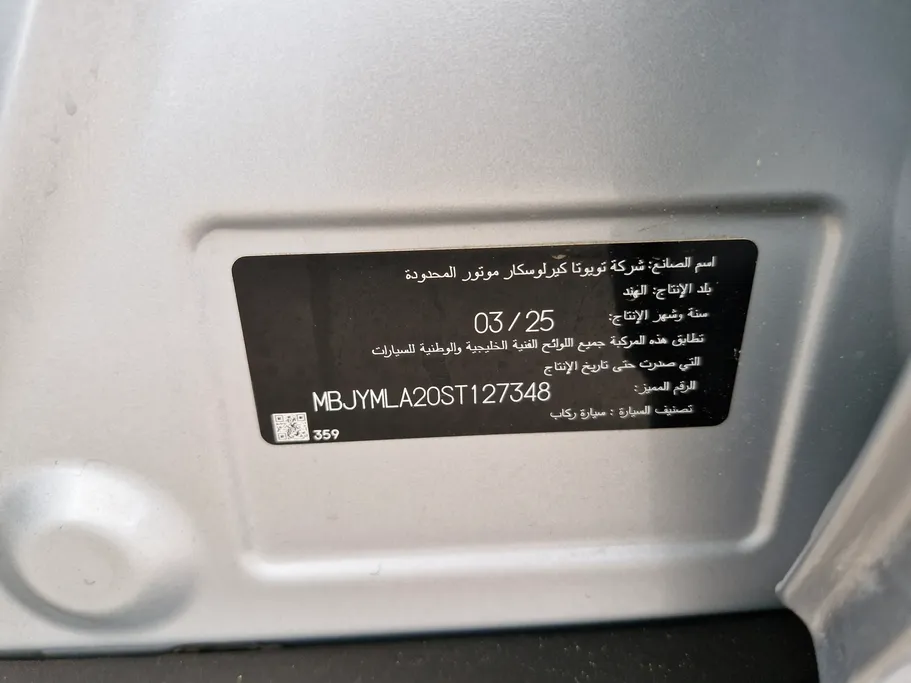 اسم الصانع: شركة تويوتا كيرلوسكار موتور المحدودة
بلد الإنتاج: الهند
سنة وشهر الإنتاج: 03/25
تطابق هذه المركبة جميع اللوائح الفنية الخليجية والوطنية للسيارات
التي صدرت حتى تاريخ الإنتاج
الرقم المميز: MBJYMLA20ST127348
تصنيف السيارة : سيارة ركاب
359